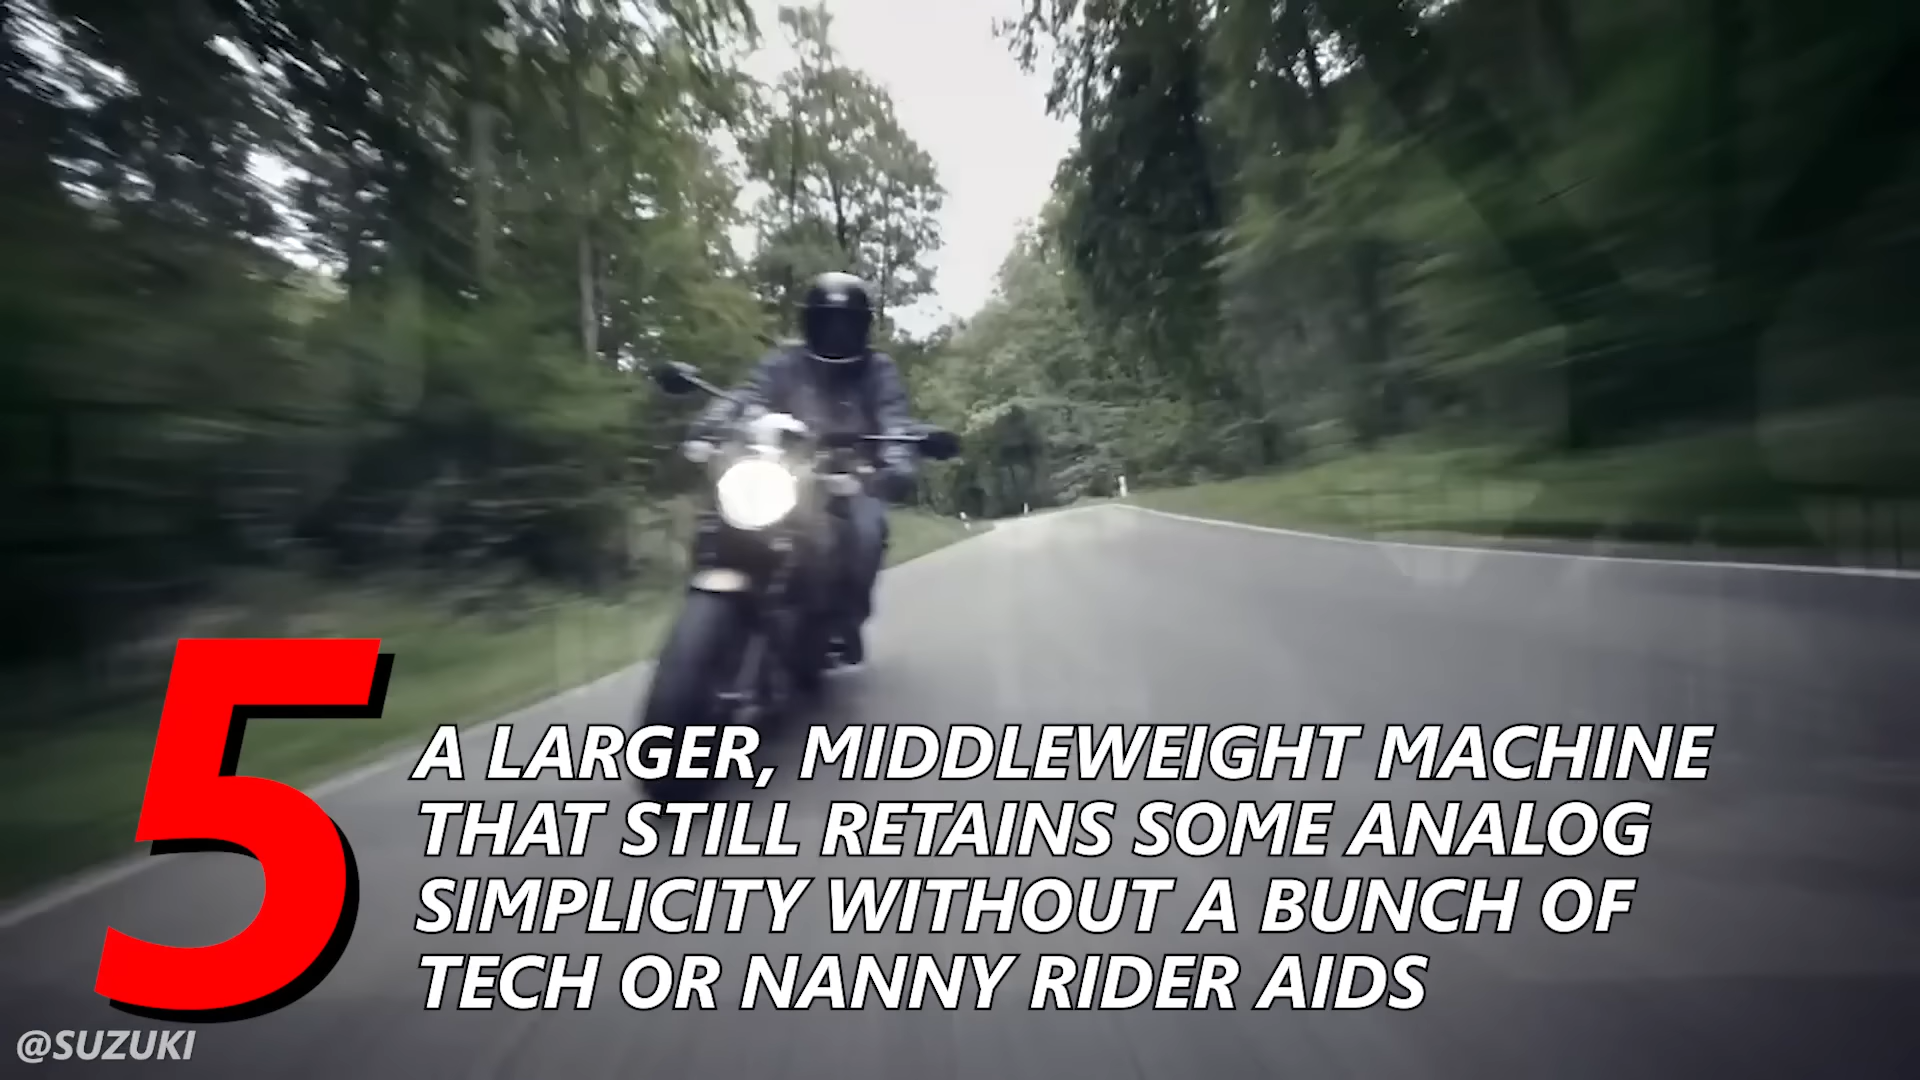 5
A LARGER, MIDDLEWEIGHT MACHINE
THAT STILL RETAINS SOME ANALOG
SIMPLICITY WITHOUT A BUNCH OF
TECH OR NANNY RIDER AIDS
@SUZUKI